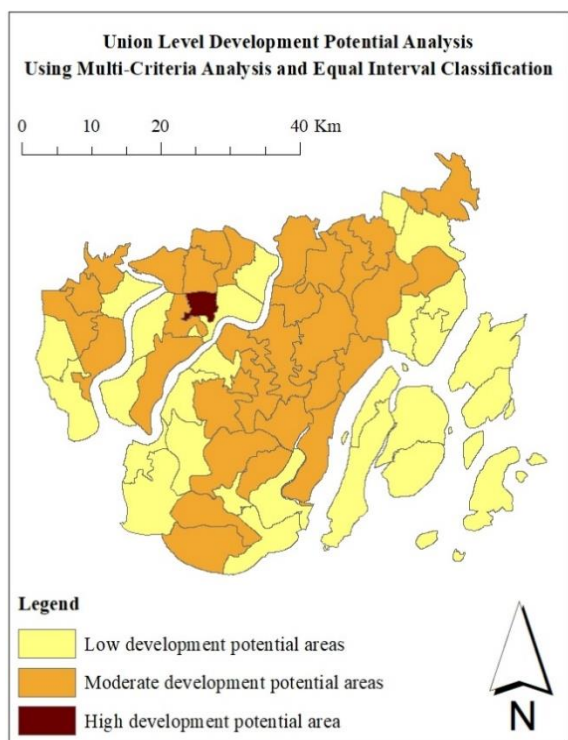 Union Level Development Potential Analysis
Using Multi-Criteria Analysis and Equal Interval Classification
0 10 20 40 Km
Legend
Low development potential areas
Moderate development potential areas
High development potential area
N